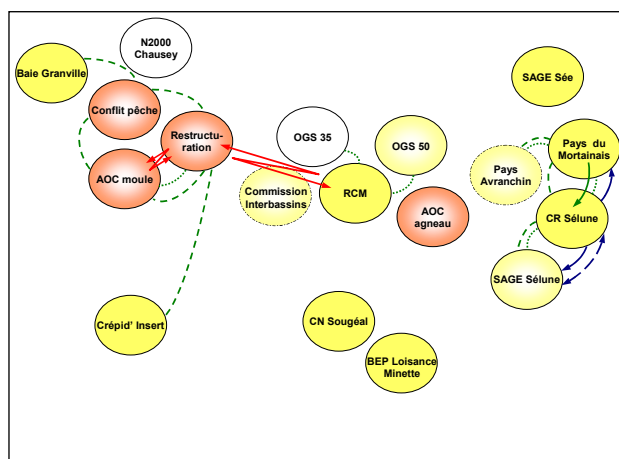 N2000
Chausey
Baie Granville
SAGE Sée
Conflit pêche
Restructu-
ration
OGS 35
OGS 50
Pays du
Mortainais
AOC moule
Commission
Interbassins
RCM
Pays
Avranchin
AOC
agneau
CR Sélune
SAGE Sélune
Crépid' Insert
CN Sougéal
BEP Loisance
Minette